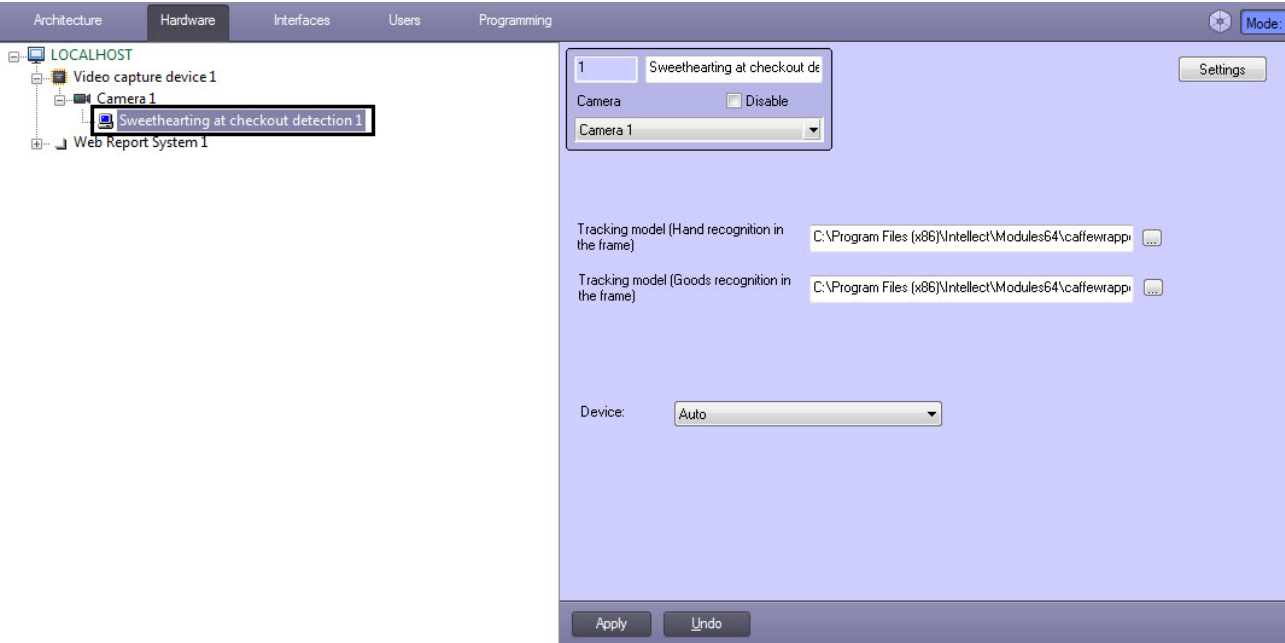 Architecture Hardware Interfaces Users Programming Mode:
LOCALHOST
Video capture device 1
Camera 1
Sweethearting at checkout detection 1
Web Report System 1
1 Sweethearting at checkout de Settings
Camera Disable
Camera 1
Tracking model (Hand recognition in
the frame)
C:\Program Files (x86)\Intellect\Modules64\caffewrapp ...
Tracking model (Goods recognition in
the frame)
C:\Program Files (x86)\Intellect\Modules64\caffewrapp ...
Device: Auto
Apply Undo